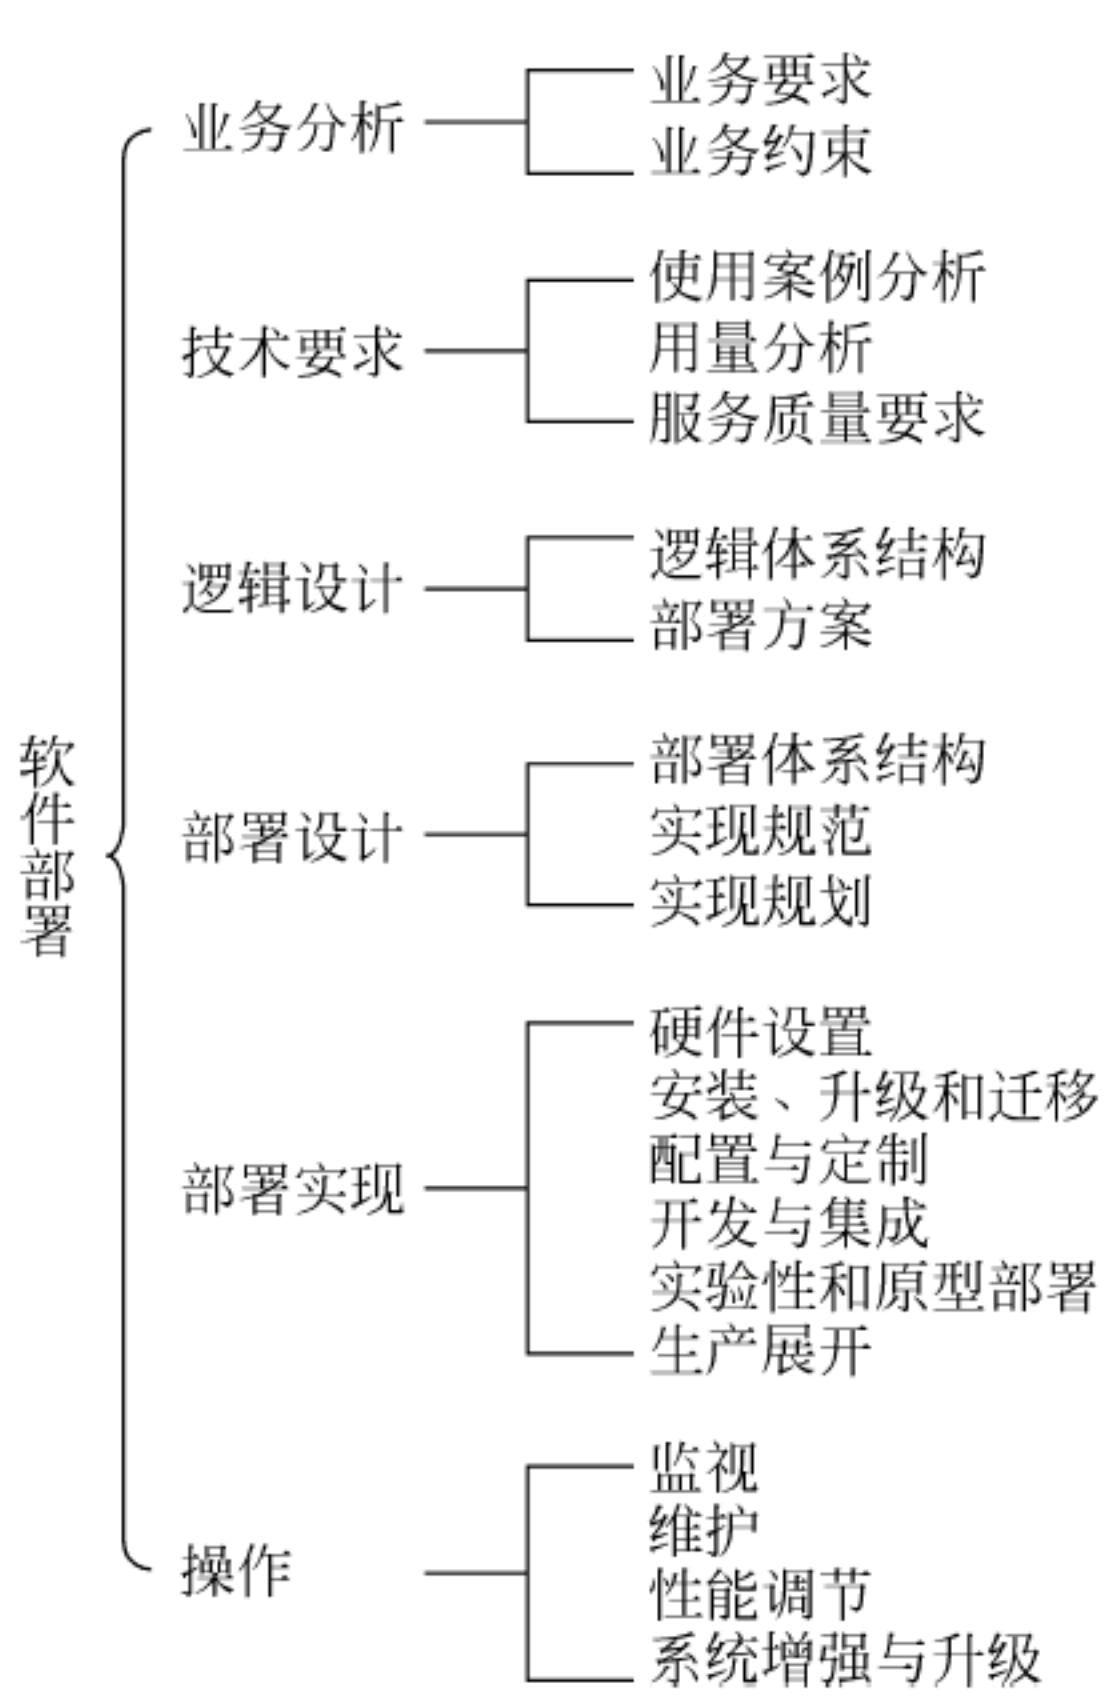 软件部署
业务分析
业务要求
业务约束
技术要求
使用案例分析
用量分析
服务质量要求
逻辑设计
逻辑体系结构
部署方案
部署设计
部署体系结构
实现规范
实现规划
部署实现
硬件设置
安装、升级和迁移
配置与定制
开发与集成
实验性和原型部署
生产展开
操作
监视
维护
性能调节
系统增强与升级